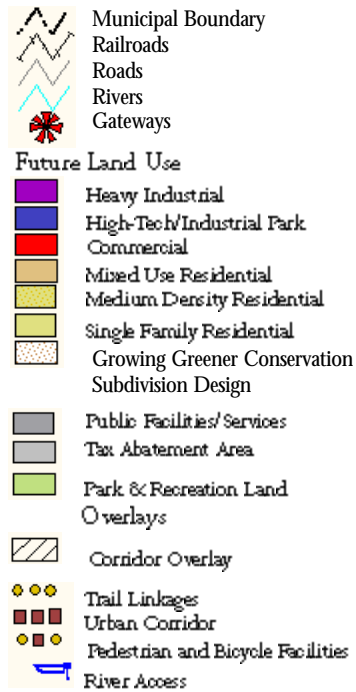 Municipal Boundary
Railroads
Roads
Rivers
Gateways
Future Land Use
Heavy Industrial
High-Tech/Industrial Park
Commercial
Mixed Use Residential
Medium Density Residential
Single Family Residential
Growing Greener Conservation
Subdivision Design
Public Facilities/Services
Tax Abatement Area
Park & Recreation Land
Overlays
Corridor Overlay
Trail Linkages
Urban Corridor
Pedestrian and Bicycle Facilities
River Access